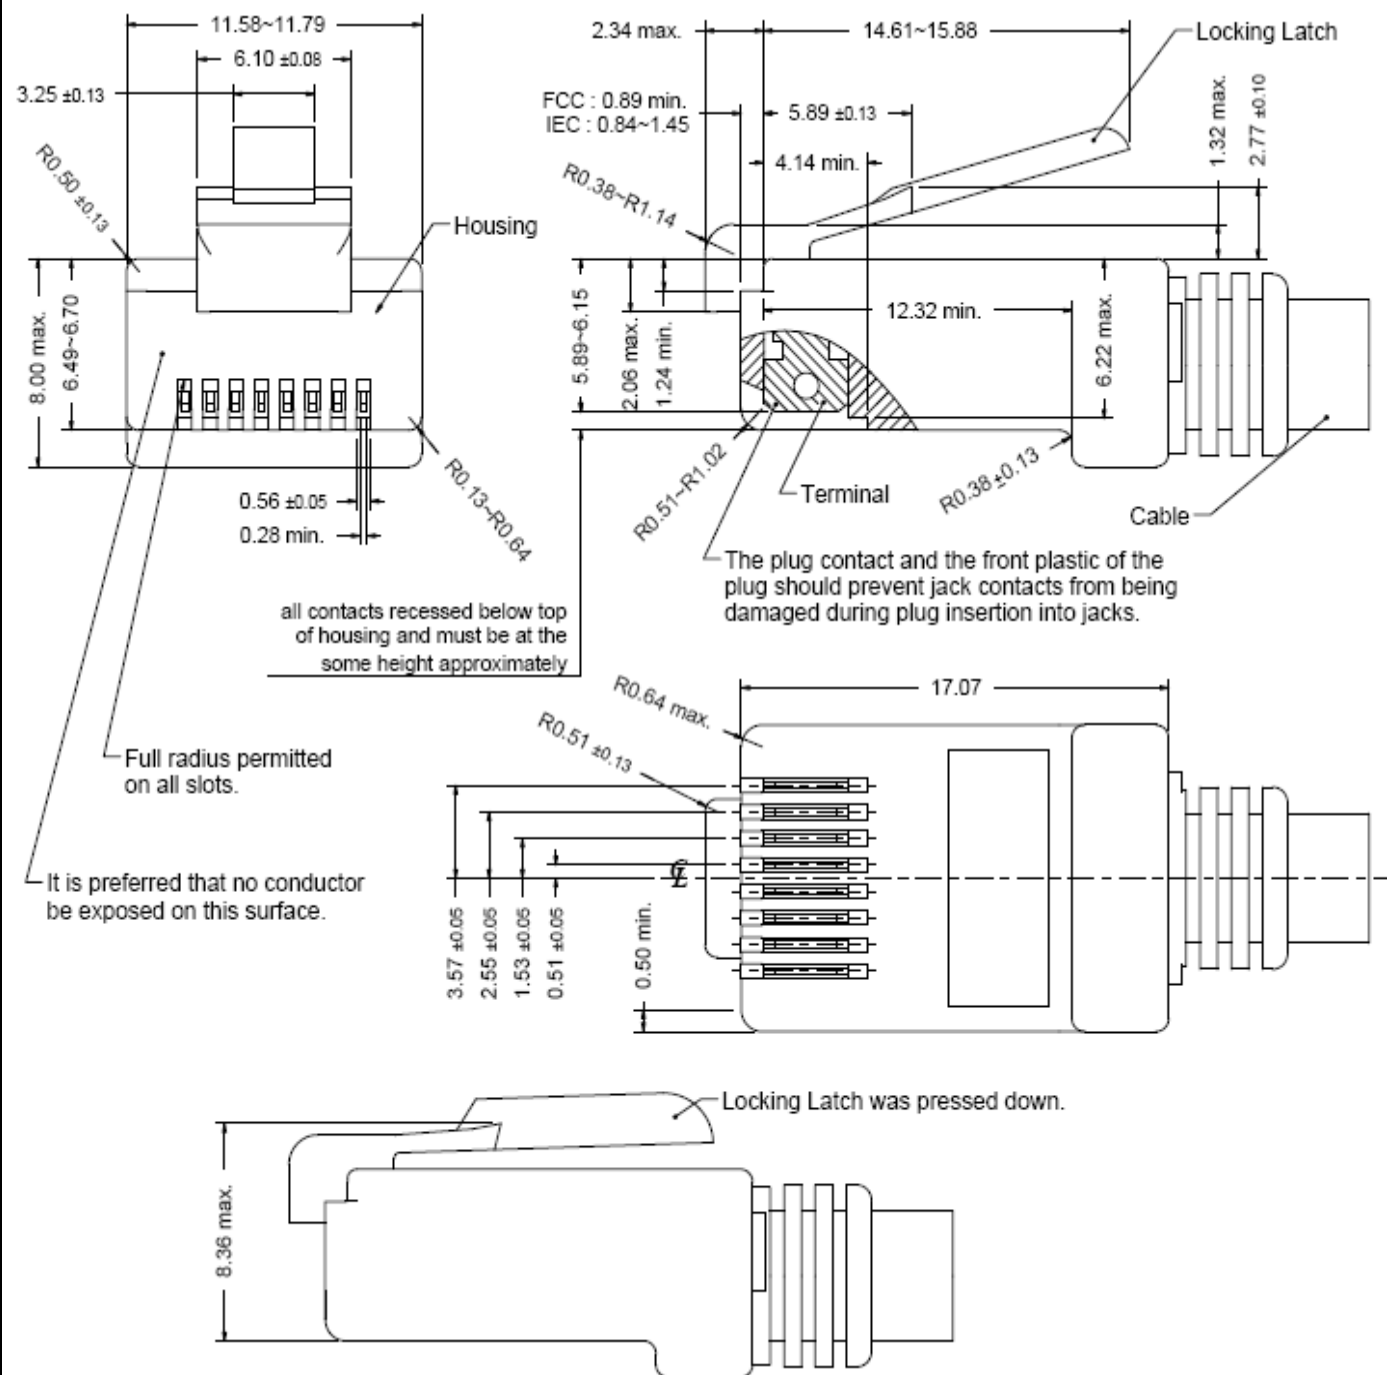 11.58~11.79
6.10 ±0.08
3.25 ±0.13
R0.50 ±0.13
Housing
8.00 max.
6.49~6.70
0.56 ±0.05
0.28 min.
R0.13~R0.64
2.34 max.
14.61~15.88
Locking Latch
FCC : 0.89 min.
IEC : 0.84~1.45
5.89 ±0.13
4.14 min.
1.32 max.
2.77 ±0.10
R0.38~R1.14
5.89~6.15
2.06 max.
1.24 min.
12.32 min.
6.22 max.
R0.51~R1.02
Terminal
R0.38±0.13
Cable
The plug contact and the front plastic of the
plug should prevent jack contacts from being
damaged during plug insertion into jacks.
all contacts recessed below top
of housing and must be at the
some height approximately
Full radius permitted
on all slots.
It is preferred that no conductor
be exposed on this surface.
R0.64 max.
17.07
R0.51 ±0.13
3.57 ±0.05
2.55 ±0.05
1.53 ±0.05
0.51 ±0.05
℄
0.50 min.
Locking Latch was pressed down.
8.36 max.